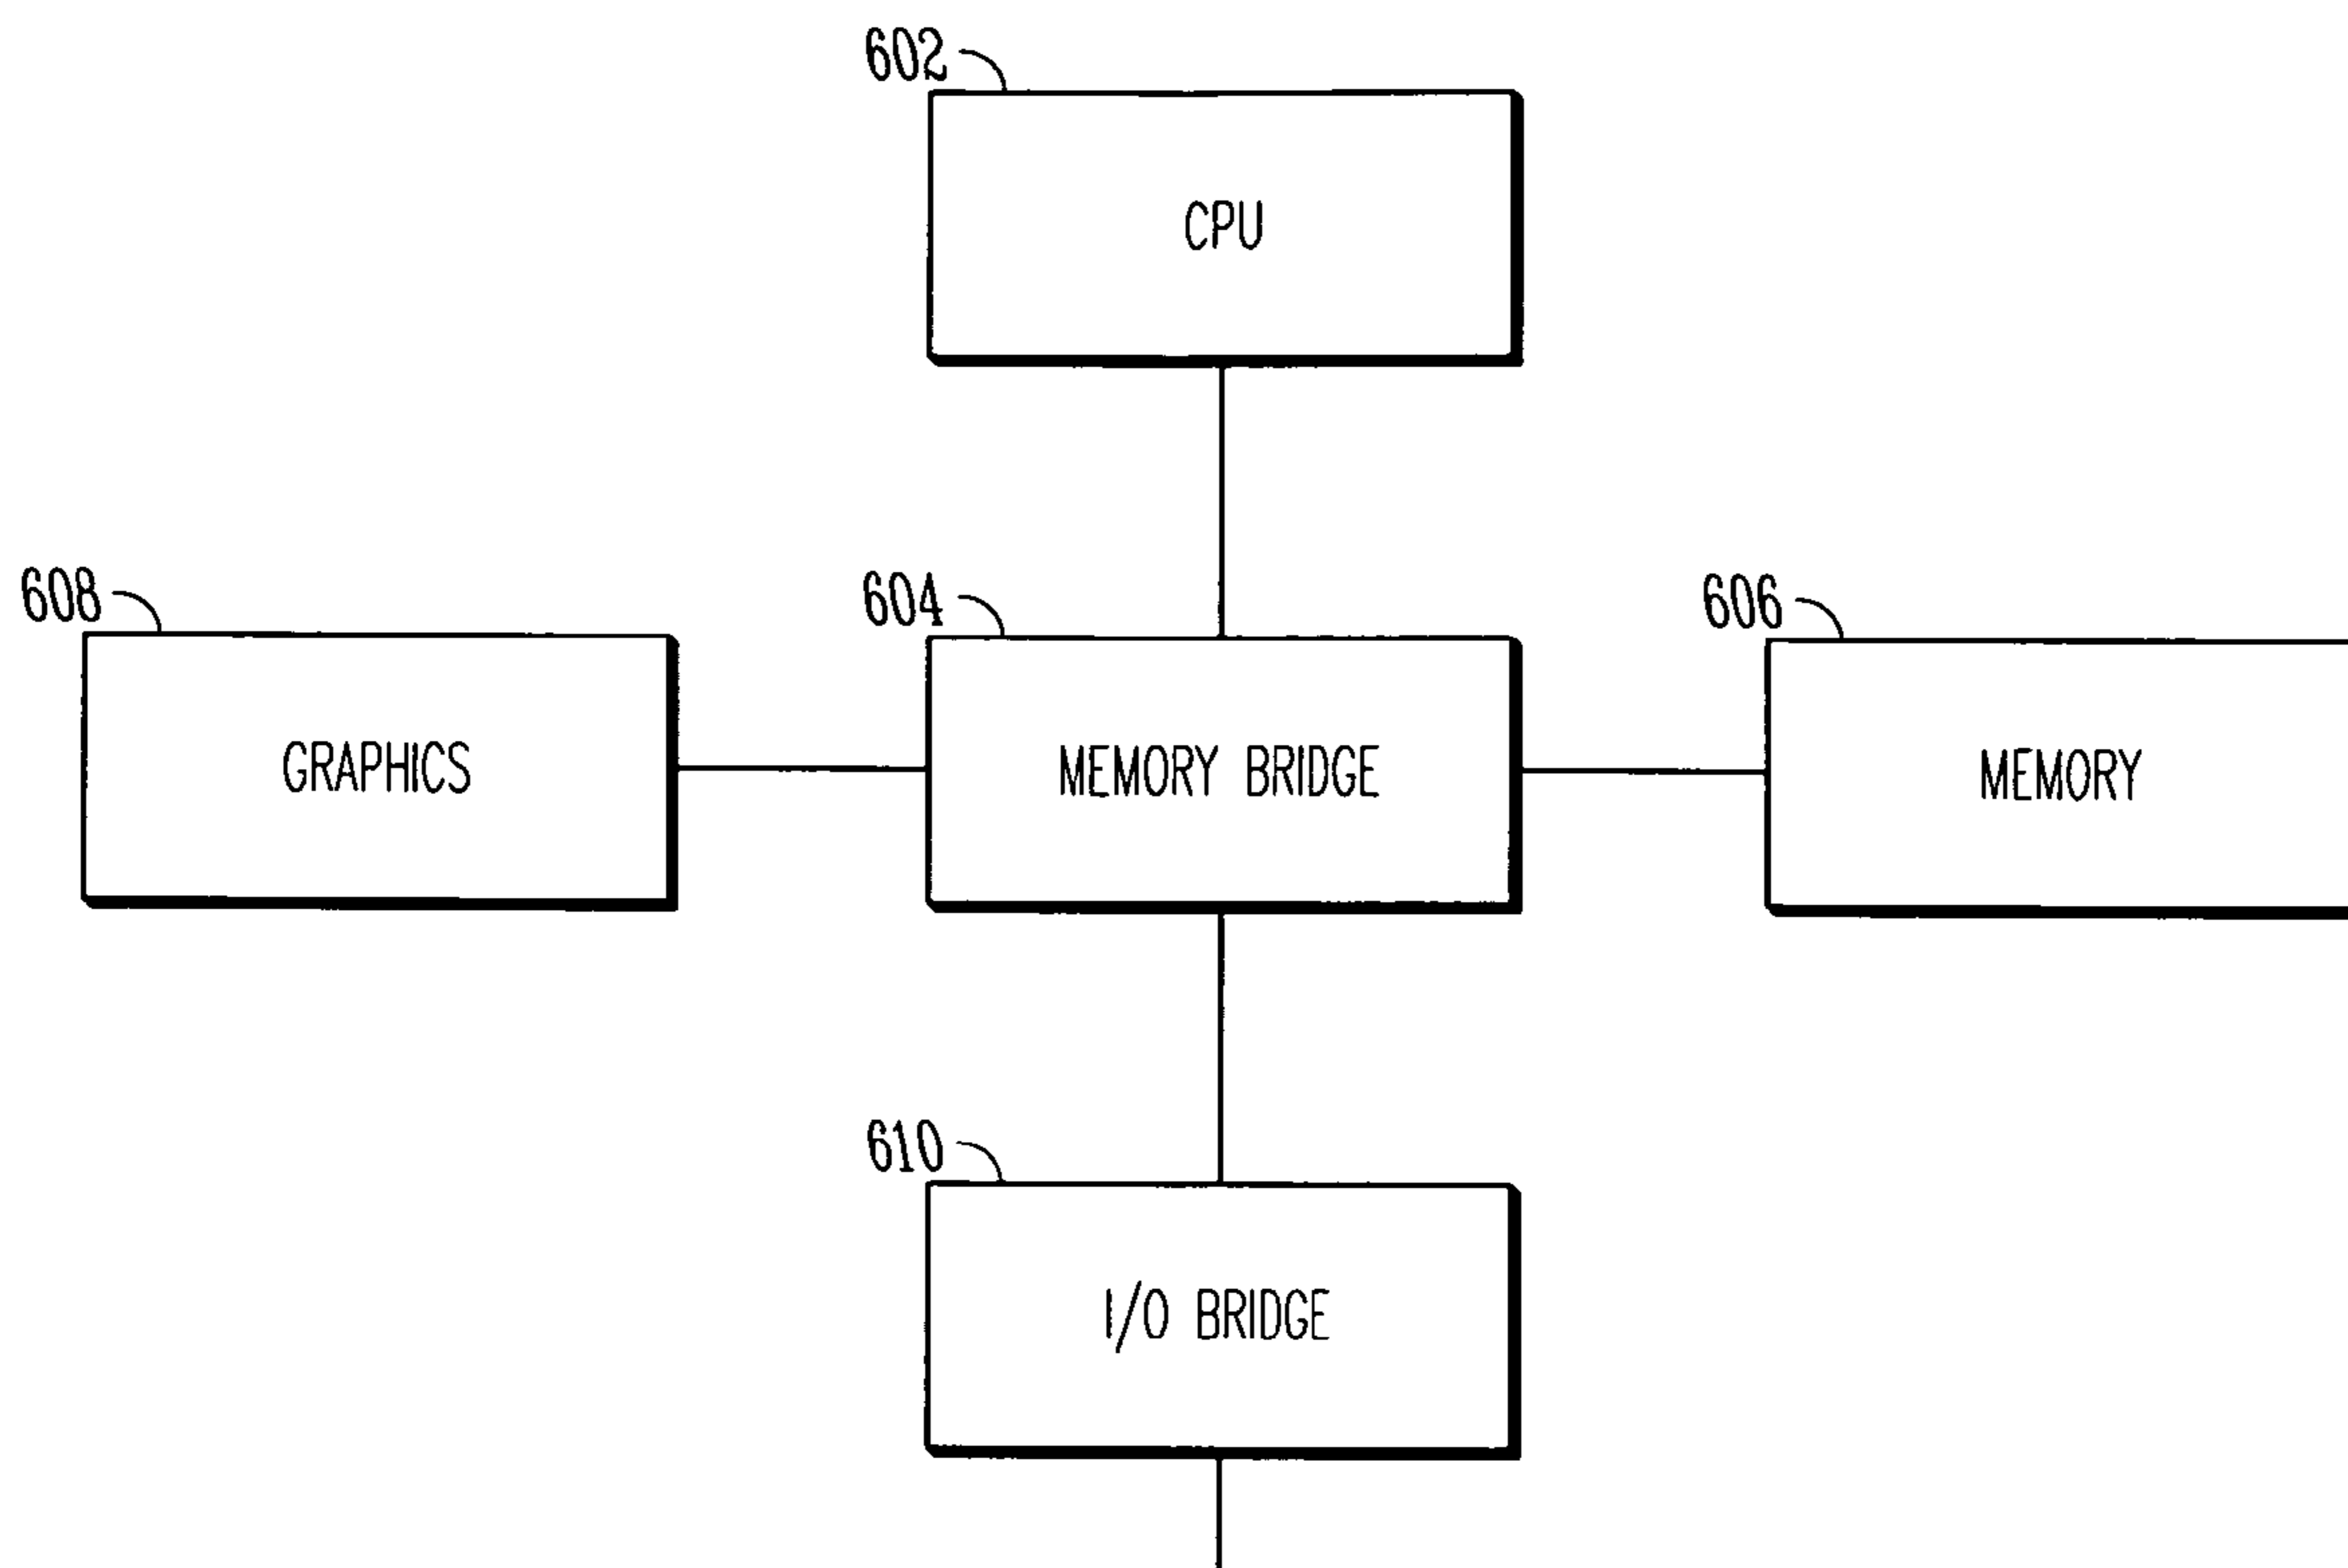 602
CPU
608
604
606
GRAPHICS
MEMORY BRIDGE
MEMORY
610
I/O BRIDGE